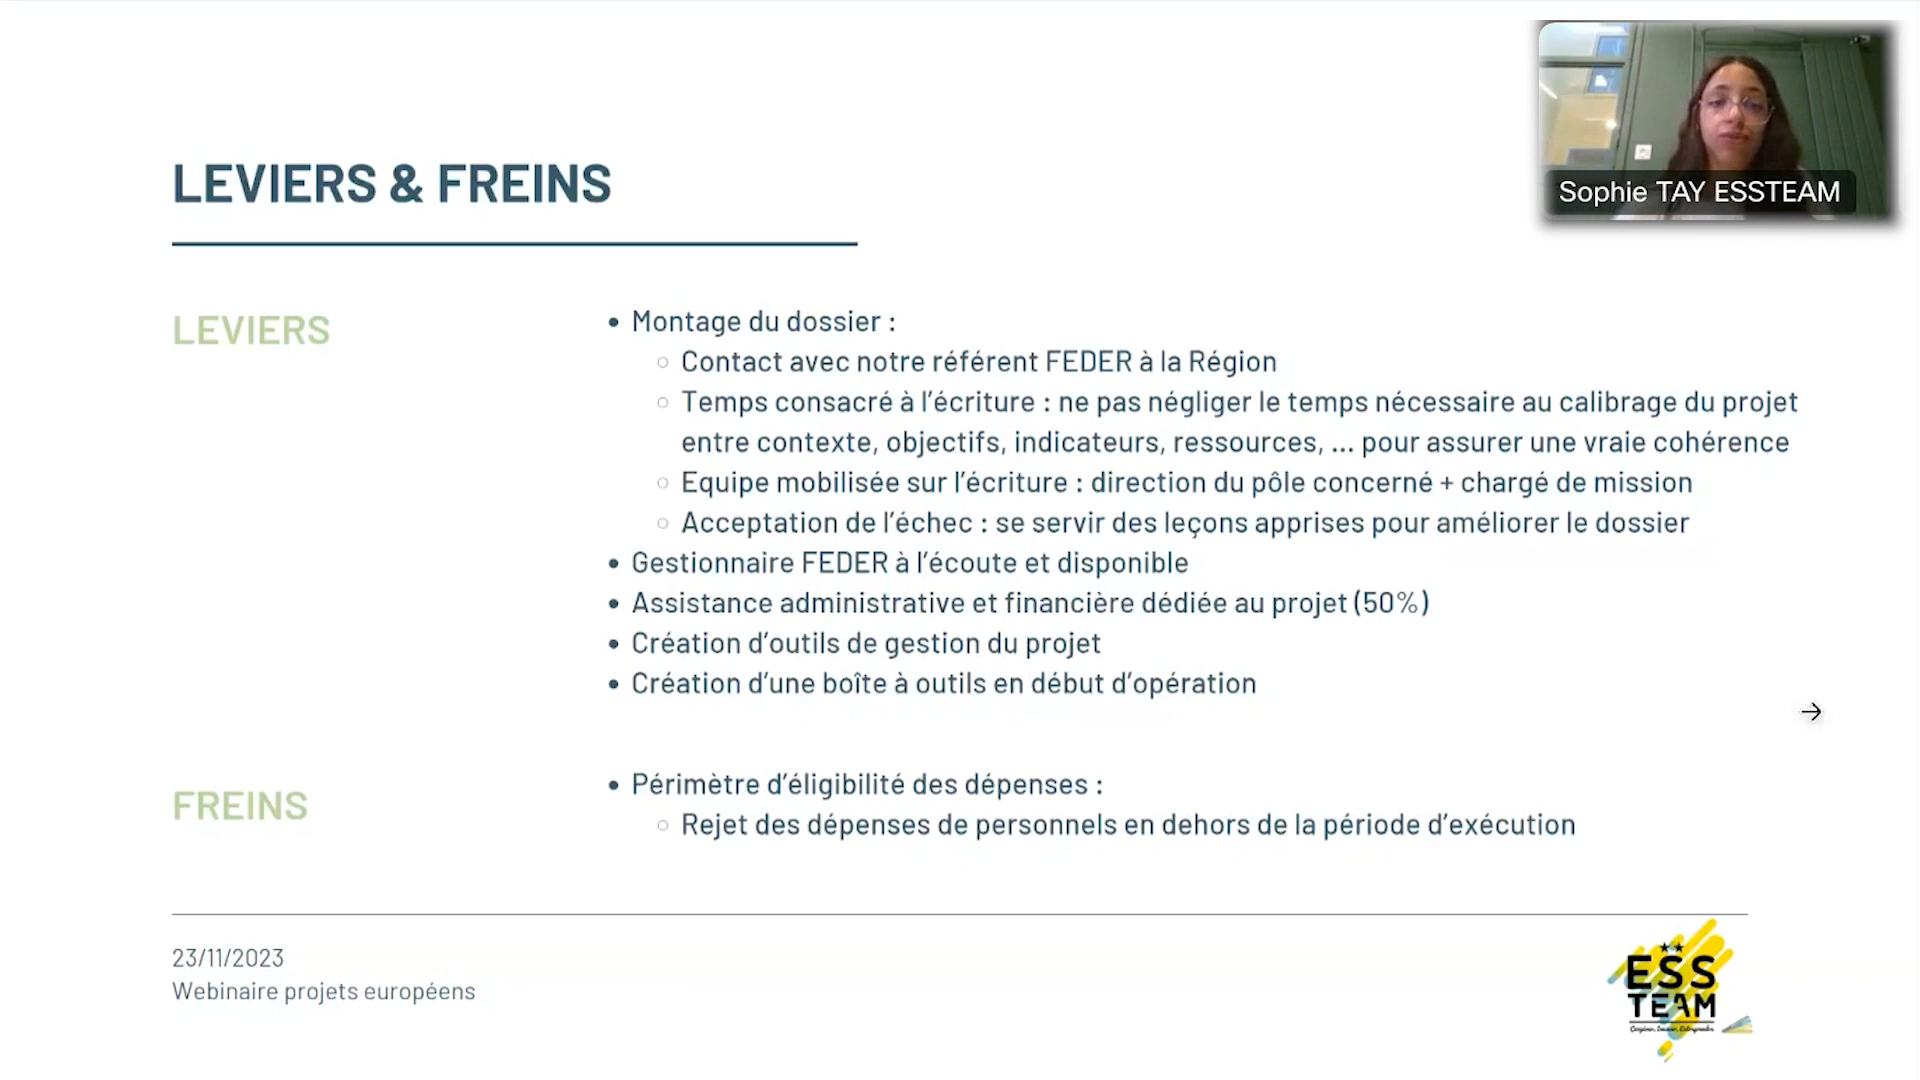 Sophie TAY ESSTEAM
LEVIERS & FREINS
LEVIERS
• Montage du dossier :
○ Contact avec notre référent FEDER à la Région
○ Temps consacré à l'écriture : ne pas négliger le temps nécessaire au calibrage du projet
entre contexte, objectifs, indicateurs, ressources, ... pour assurer une vraie cohérence
○ Equipe mobilisée sur l'écriture : direction du pôle concerné + chargé de mission
○ Acceptation de l'échec : se servir des leçons apprises pour améliorer le dossier
• Gestionnaire FEDER à l'écoute et disponible
• Assistance administrative et financière dédiée au projet (50%)
• Création d'outils de gestion du projet
• Création d'une boîte à outils en début d'opération
FREINS
• Périmètre d'éligibilité des dépenses :
○ Rejet des dépenses de personnels en dehors de la période d'exécution
23/11/2023
Webinaire projets européens
ESS
TEAM